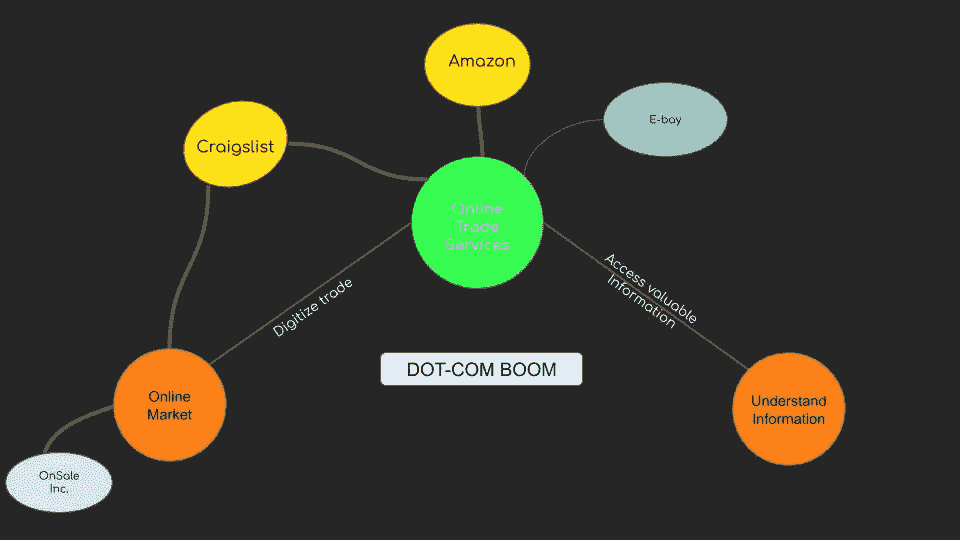 Amazon
E-bay
Craigslist
Online
Trade
Services
Access valuable
Information
Digitize trade
DOT-COM BOOM
Online
Market
Understand
Information
OnSale
Inc.